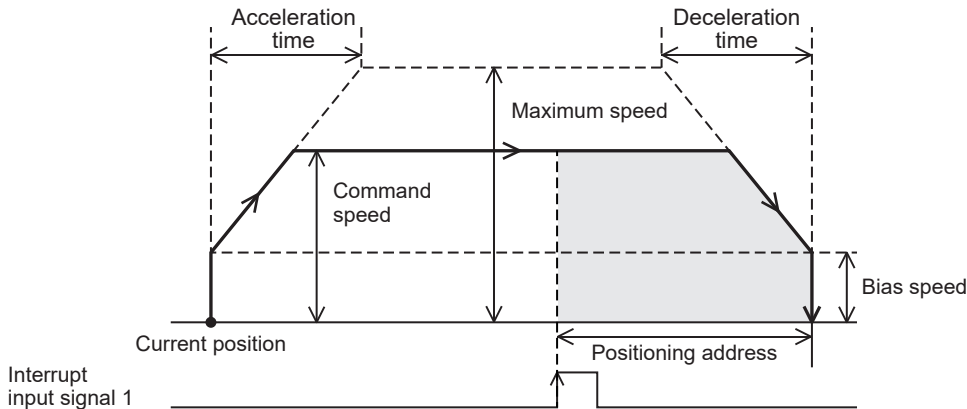 Acceleration
time
Deceleration
time
Maximum speed
Command
speed
Bias speed
Current position
Positioning address
Interrupt
input signal 1